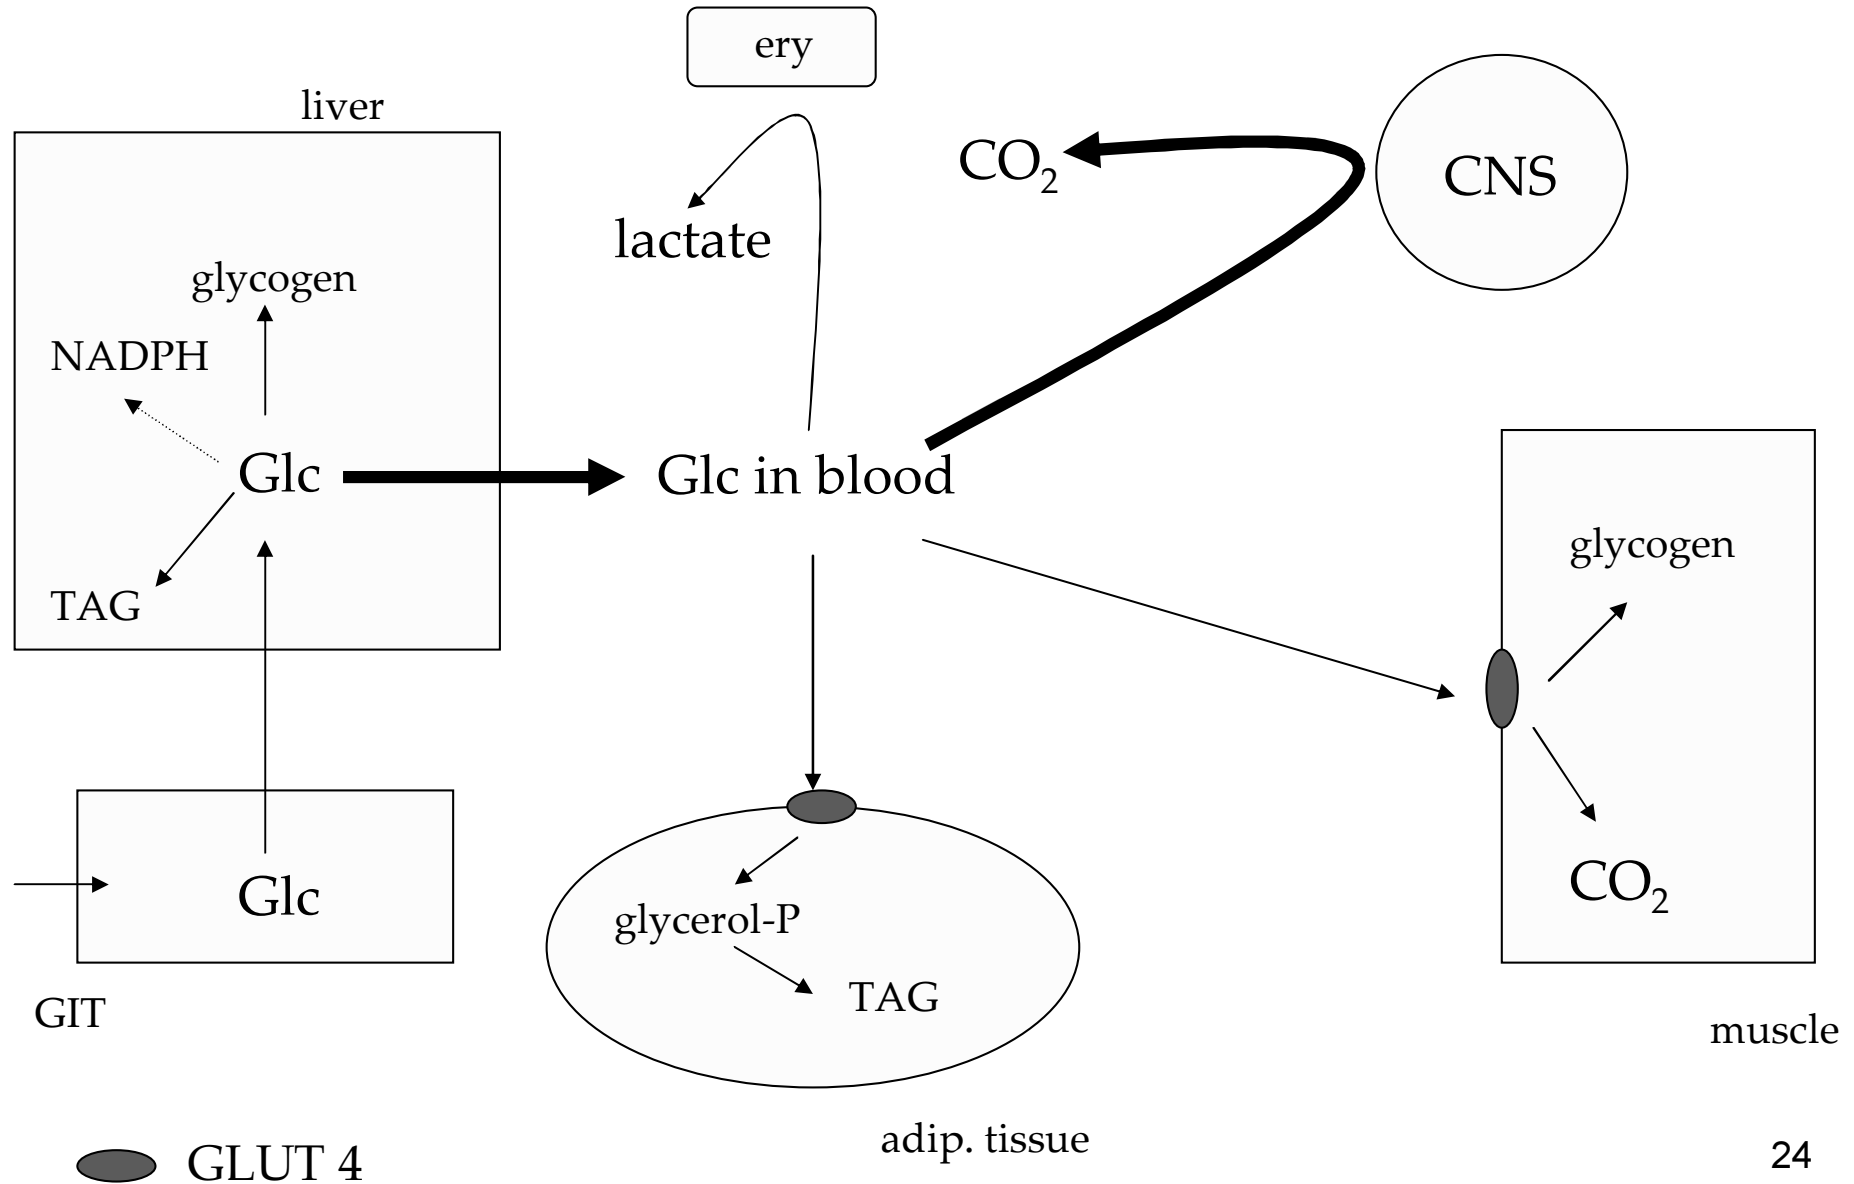 ery
liver
CO2
CNS
lactate
glycogen
NADPH
Glc
Glc in blood
glycogen
TAG
CO2
Glc
glycerol-P
TAG
GIT
muscle
adip. tissue
GLUT 4
24